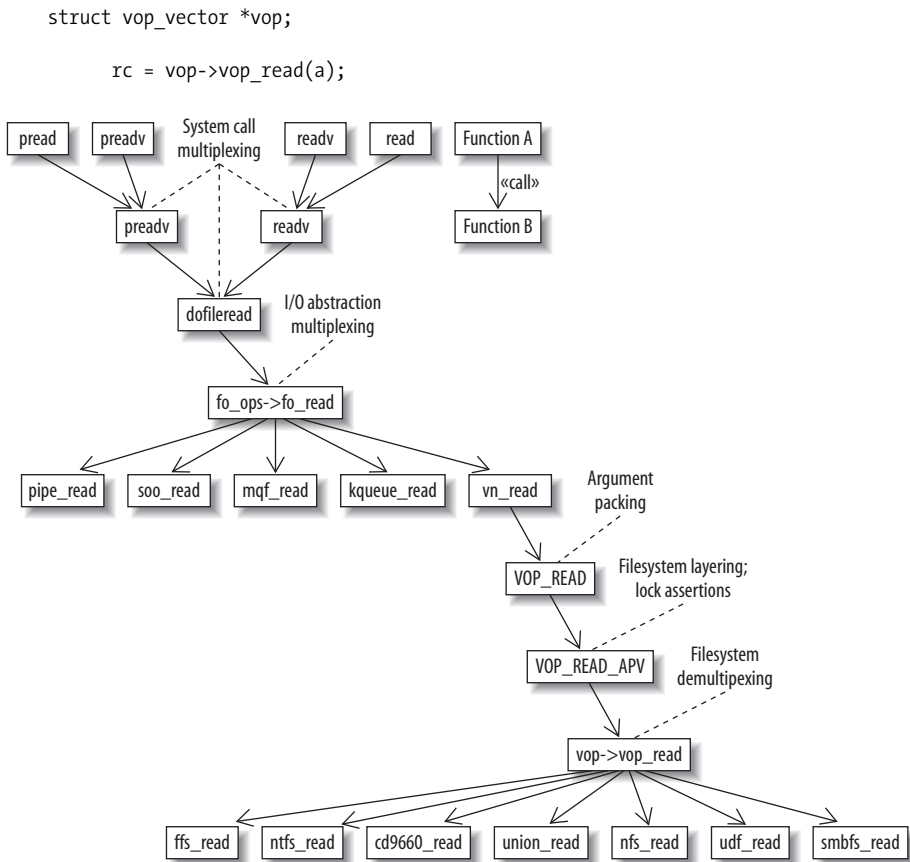 struct vop_vector *vop;
rc = vop->vop_read(a);
pread
preadv
System call
multiplexing
readv
read
Function A
«call»
preadv
readv
Function B
dofileread
I/O abstraction
multiplexing
fo_ops->fo_read
pipe_read
soo_read
mqf_read
kqueue_read
vn_read
Argument
packing
VOP_READ
Filesystem layering;
lock assertions
VOP_READ_APV
Filesystem
demultipexing
vop->vop_read
ffs_read
ntfs_read
cd9660_read
union_read
nfs_read
udf_read
smbfs_read